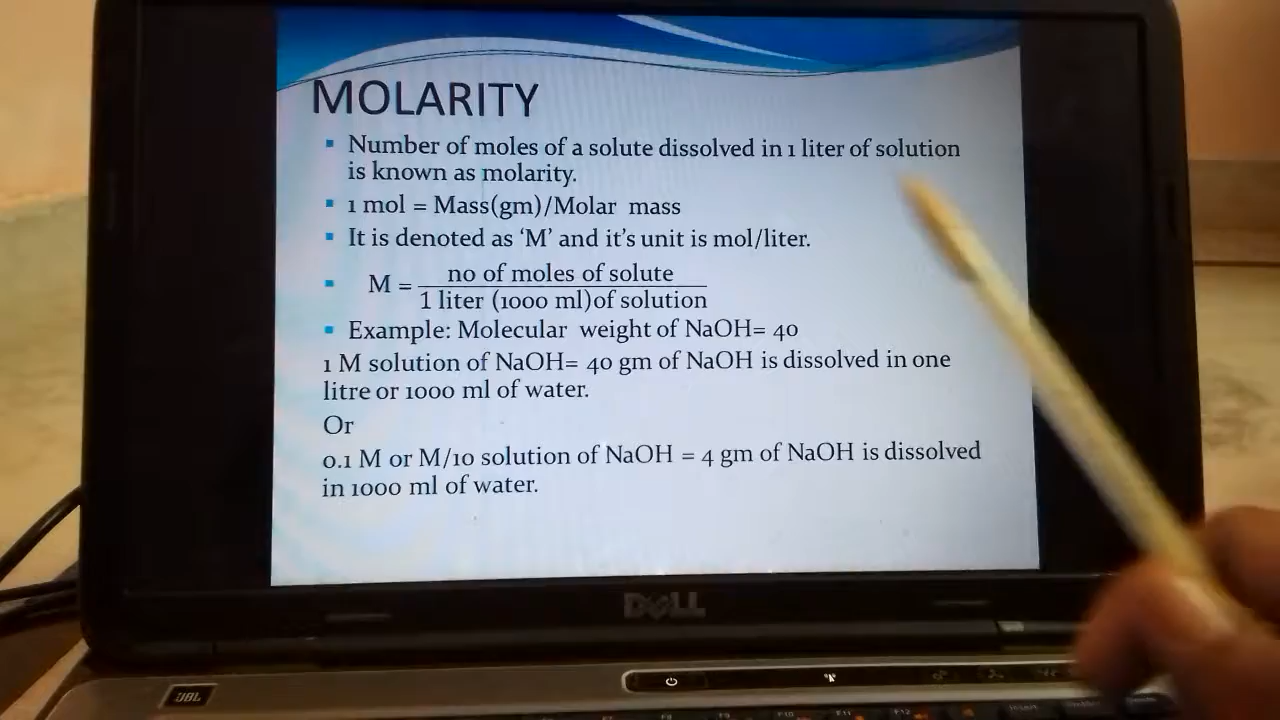 MOLARITY
Number of moles of a solute dissolved in 1 liter of solution
is known as molarity.
1 mol = Mass(gm)/Molar mass
It is denoted as ‘M’ and it’s unit is mol/liter.
M = no of moles of solute
1 liter (1000 ml)of solution
Example: Molecular weight of NaOH= 40
1 M solution of NaOH= 40 gm of NaOH is dissolved in one
litre or 1000 ml of water.
Or
0.1 M or M/10 solution of NaOH = 4 gm of NaOH is dissolved
in 1000 ml of water.
DELL
JBL